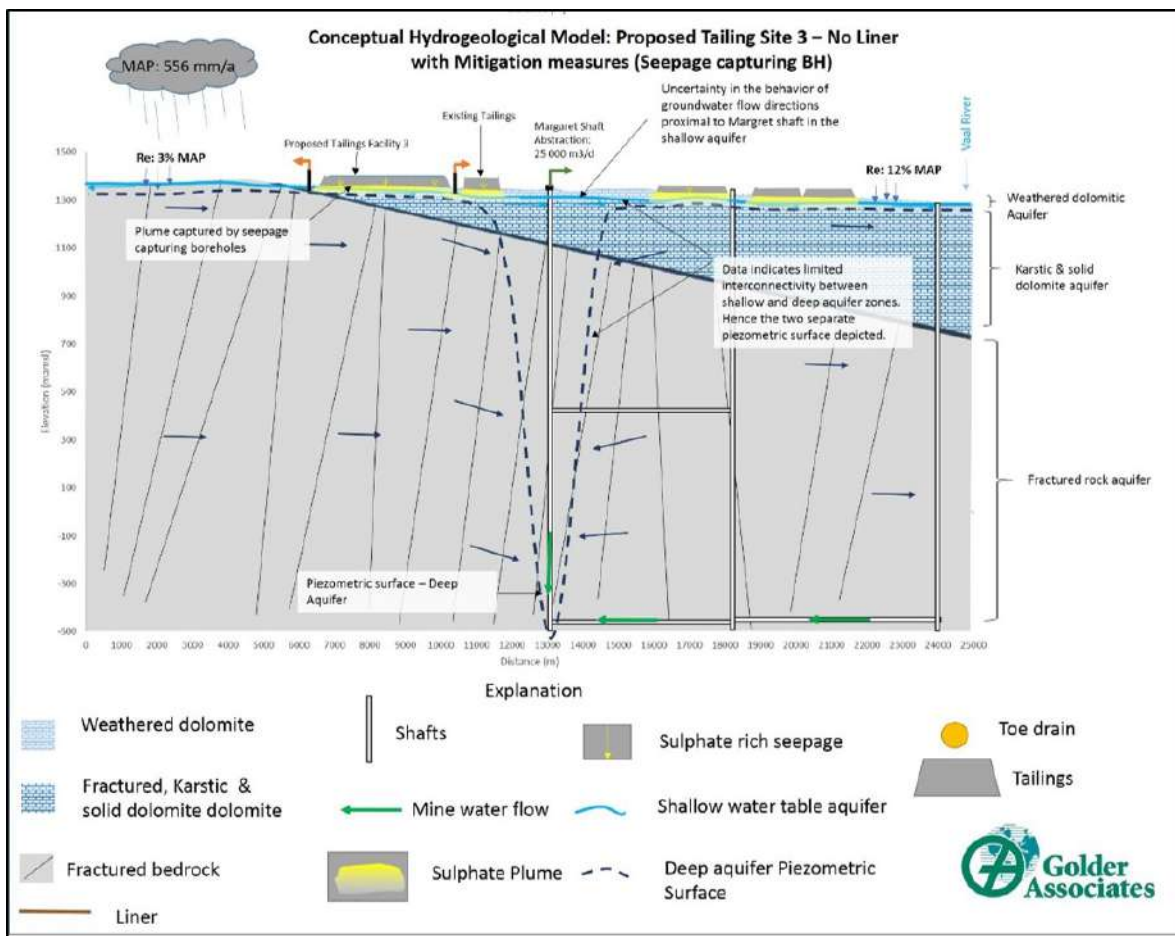 Conceptual Hydrogeological Model: Proposed Tailing Site 3 – No Liner
with Mitigation measures (Seepage capturing BH)
MAP: 556 mm/a
Uncertainty in the behavior of
groundwater flow directions
proximal to Margret shaft in the
shallow aquifer
Existing Tailings
Margaret Shaft
Abstraction:
25 000 m3/d
Proposed Tailings Facility 3
Vaal River
Re: 3% MAP
Re: 12% MAP
Weathered dolomitic
Aquifer
Plume captured by seepage
capturing boreholes
Karstic & solid
dolomite aquifer
Data indicates limited
interconnectivity between
shallow and deep aquifer zones.
Hence the two separate
piezometric surface depicted.
Fractured rock aquifer
Piezometric surface – Deep
Aquifer
Elevation (mamsl)
1500
1300
1100
900
700
500
300
100
-100
-300
-500
0 1000 2000 3000 4000 5000 6000 7000 8000 9000 10000 11000 12000 13000 14000 15000 16000 17000 18000 19000 20000 21000 22000 23000 24000 25000
Distance (m)
Explanation
Weathered dolomite
Shafts
Sulphate rich seepage
Toe drain
Fractured, Karstic &
solid dolomite dolomite
Mine water flow
Shallow water table aquifer
Tailings
Fractured bedrock
Sulphate Plume
Deep aquifer Piezometric
Surface
Liner
Golder
Associates